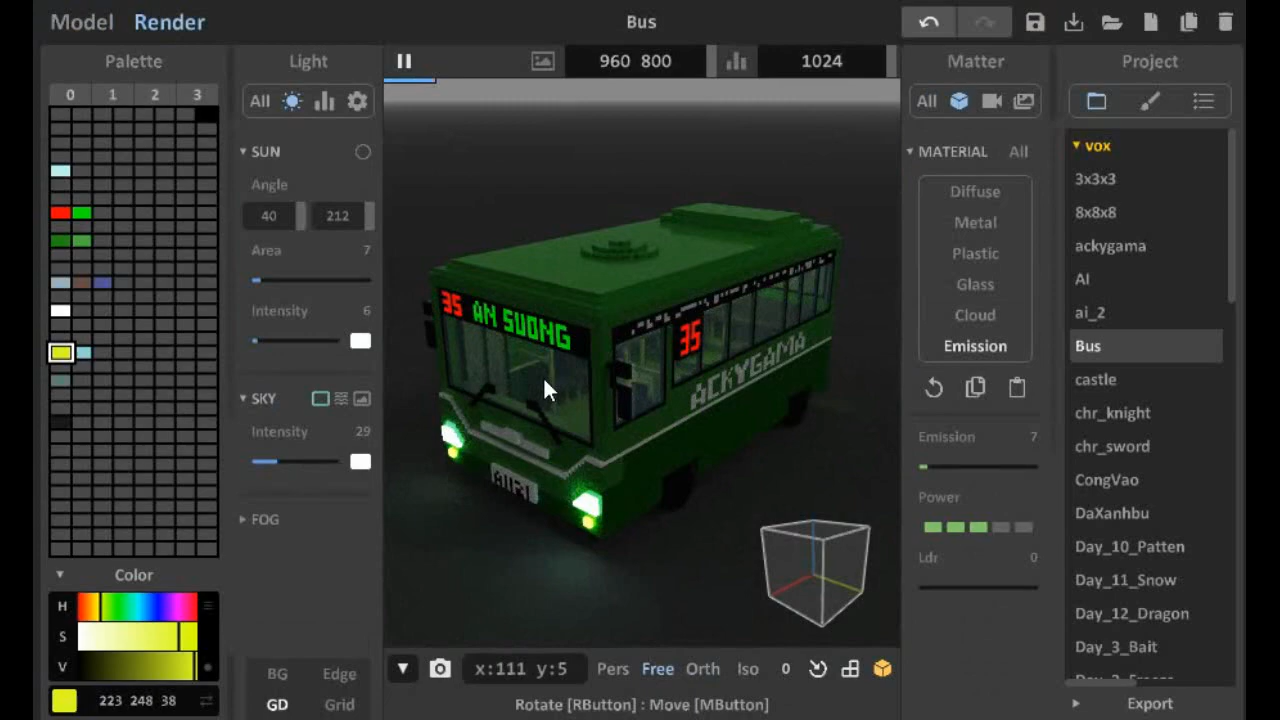 Model Render Bus
Palette Light 960 800 1024 Matter Project
0 1 2 3
All All
SUN MATERIAL All vox
Angle Diffuse 3x3x3
40 212 Metal 8x8x8
Area 7 Plastic ackygama
Glass AI
Intensity 6 Cloud ai_2
Emission Bus
SKY castle
Intensity 29 Emission 7 chr_knight
chr_sword
FOG Power CongVao
DaXanhbu
Ldr 0 Day_10_Patten
Day_11_Snow
Day_12_Dragon
Day_3_Bait
35 AN SUONG
35
ACKYGAMA
Color
H
S
V
223 248 38
BG Edge
GD Grid
x:111 y:5 Pers Free Orth Iso 0
Rotate [RButton] : Move [MButton] Export